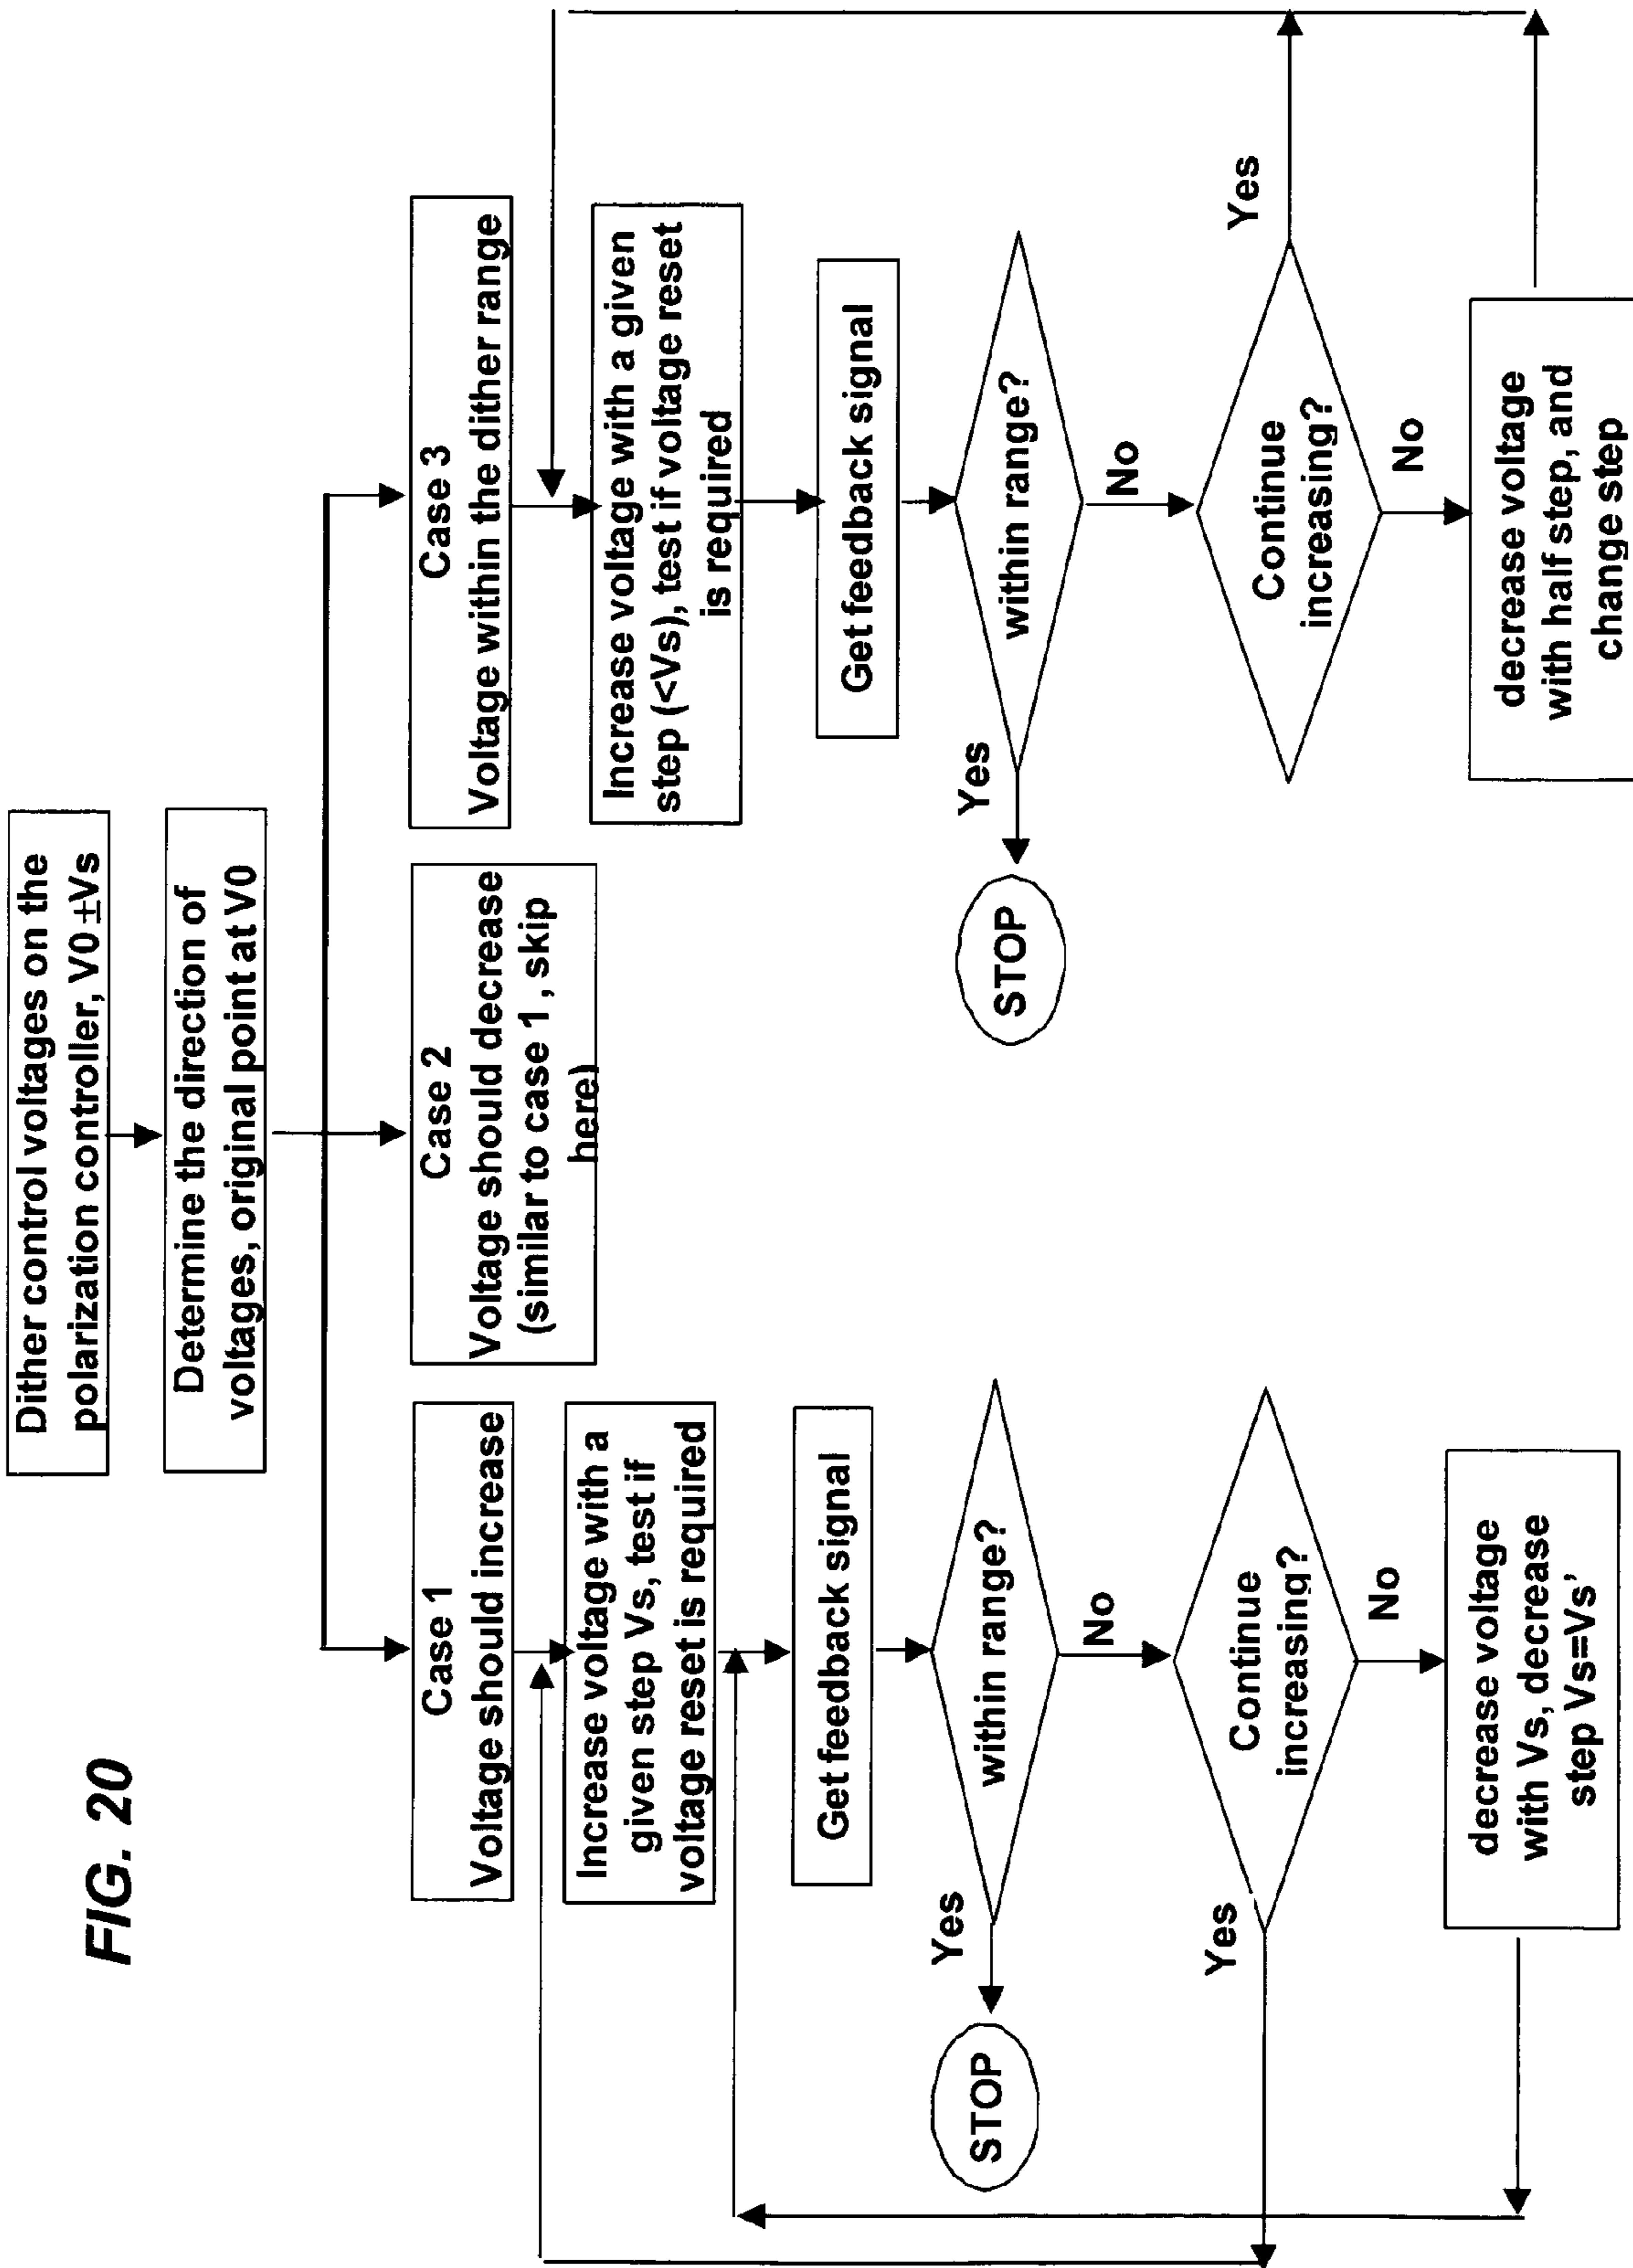 FIG. 20
Dither control voltages on the
polarization controller, V0 ±Vs
Determine the direction of
voltages, original point at V0
Case 1
Voltage should increase
Increase voltage with a
given step Vs, test if
voltage reset is required
Get feedback signal
within range?
Yes
STOP
No
Continue
increasing?
Yes
No
decrease voltage
with Vs, decrease
step Vs=Vs’
Case 2
Voltage should decrease
(similar to case 1, skip
here)
Case 3
Voltage within the dither range
Increase voltage with a given
step (<Vs), test if voltage reset
is required
Get feedback signal
within range?
Yes
STOP
No
Continue
increasing?
Yes
No
decrease voltage
with half step, and
change step